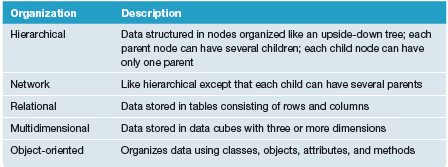 Organization Description
Hierarchical Data structured in nodes organized like an upside-down tree; each
parent node can have several children; each child node can have
only one parent
Network Like hierarchical except that each child can have several parents
Relational Data stored in tables consisting of rows and columns
Multidimensional Data stored in data cubes with three or more dimensions
Object-oriented Organizes data using classes, objects, attributes, and methods